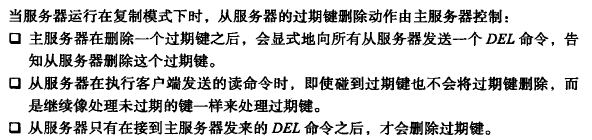 当服务器运行在复制模式下时，从服务器的过期键删除动作由主服务器控制：
❑ 主服务器在删除一个过期键之后，会显式地向所有从服务器发送一个 DEL 命令，告
知从服务器删除这个过期键。
❑ 从服务器在执行客户端发送的读命令时，即使碰到过期键也不会将过期键删除，而
是继续像处理未过期的键一样来处理过期键。
❑ 从服务器只有在接到主服务器发来的 DEL 命令之后，才会删除过期键。